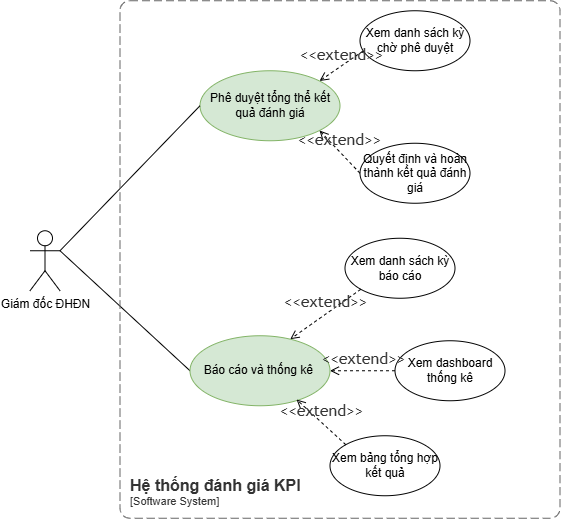 Xem danh sách kỳ
chờ phê duyệt
<<extend>>
Phê duyệt tổng thể kết
quả đánh giá
<<extend>>
Quyết định và hoàn
thành kết quả đánh
giá
Giám đốc ĐHĐN
Xem danh sách kỳ
báo cáo
<<extend>>
Báo cáo và thống kê
<<extend>>
Xem dashboard
thống kê
<<extend>>
Xem bảng tổng hợp
kết quả
Hệ thống đánh giá KPI
[Software System]